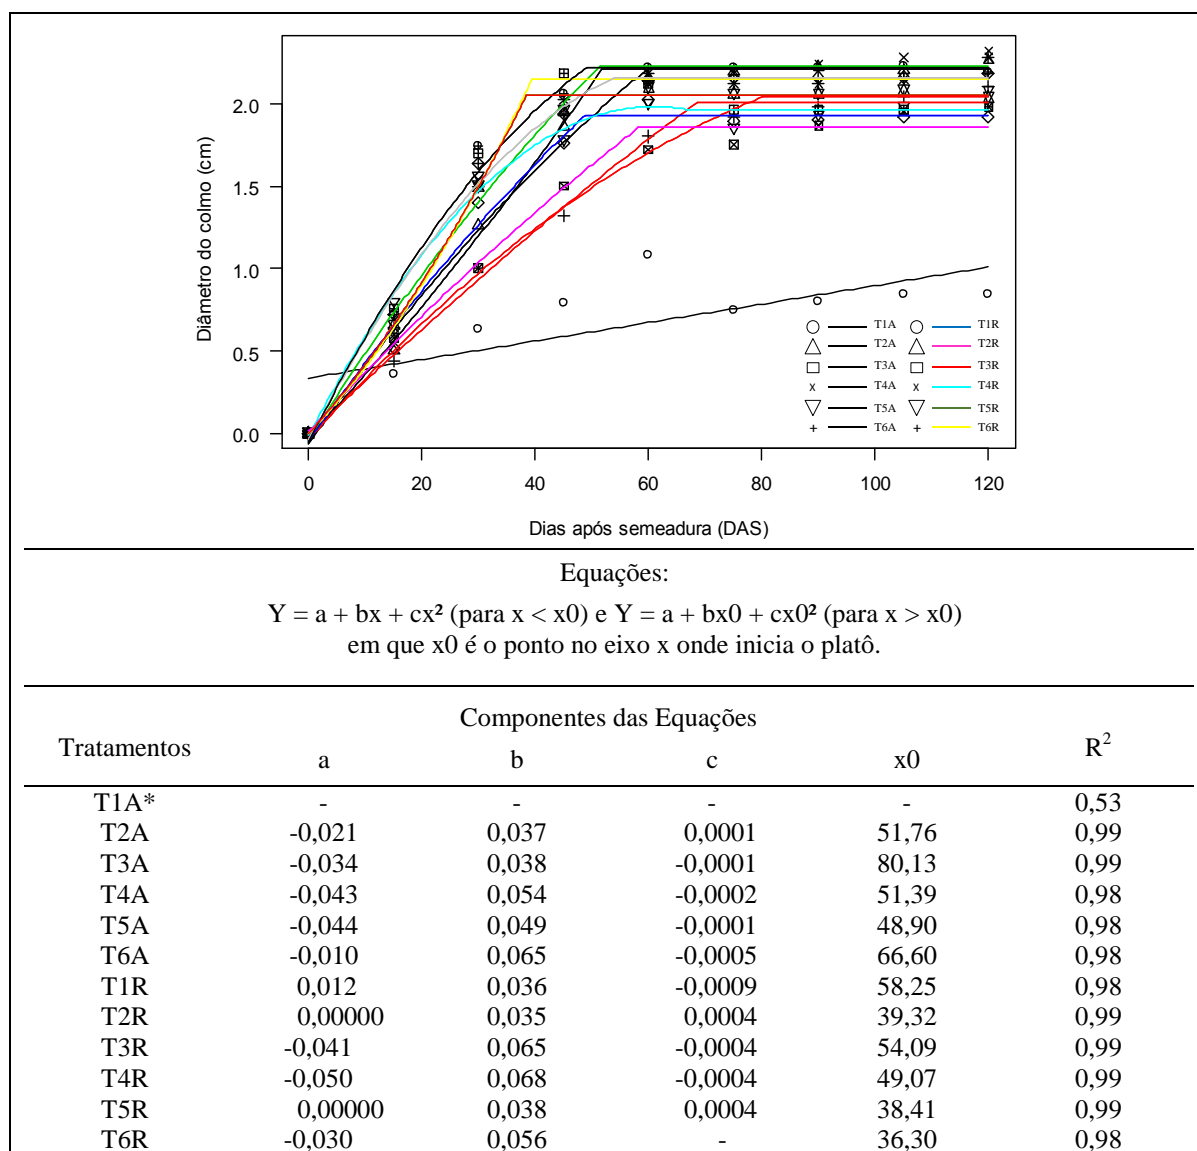 Diâmetro do colmo (cm)
2.0
1.5
1.0
0.5
0.0
T1A T1R
T2A T2R
T3A T3R
x T4A x T4R
T5A T5R
+ T6A + T6R
0 20 40 60 80 100 120
Dias após semeadura (DAS)
Equações:
Y = a + bx + cx² (para x < x0) e Y = a + bx0 + cx0² (para x > x0)
em que x0 é o ponto no eixo x onde inicia o platô.
Componentes das Equações
Tratamentos a b c x0 R²
T1A* - - - - 0,53
T2A -0,021 0,037 0,0001 51,76 0,99
T3A -0,034 0,038 -0,0001 80,13 0,99
T4A -0,043 0,054 -0,0002 51,39 0,98
T5A -0,044 0,049 -0,0001 48,90 0,98
T6A -0,010 0,065 -0,0005 66,60 0,98
T1R 0,012 0,036 -0,0009 58,25 0,98
T2R 0,00000 0,035 0,0004 39,32 0,99
T3R -0,041 0,065 -0,0004 54,09 0,99
T4R -0,050 0,068 -0,0004 49,07 0,99
T5R 0,00000 0,038 0,0004 38,41 0,99
T6R -0,030 0,056 - 36,30 0,98